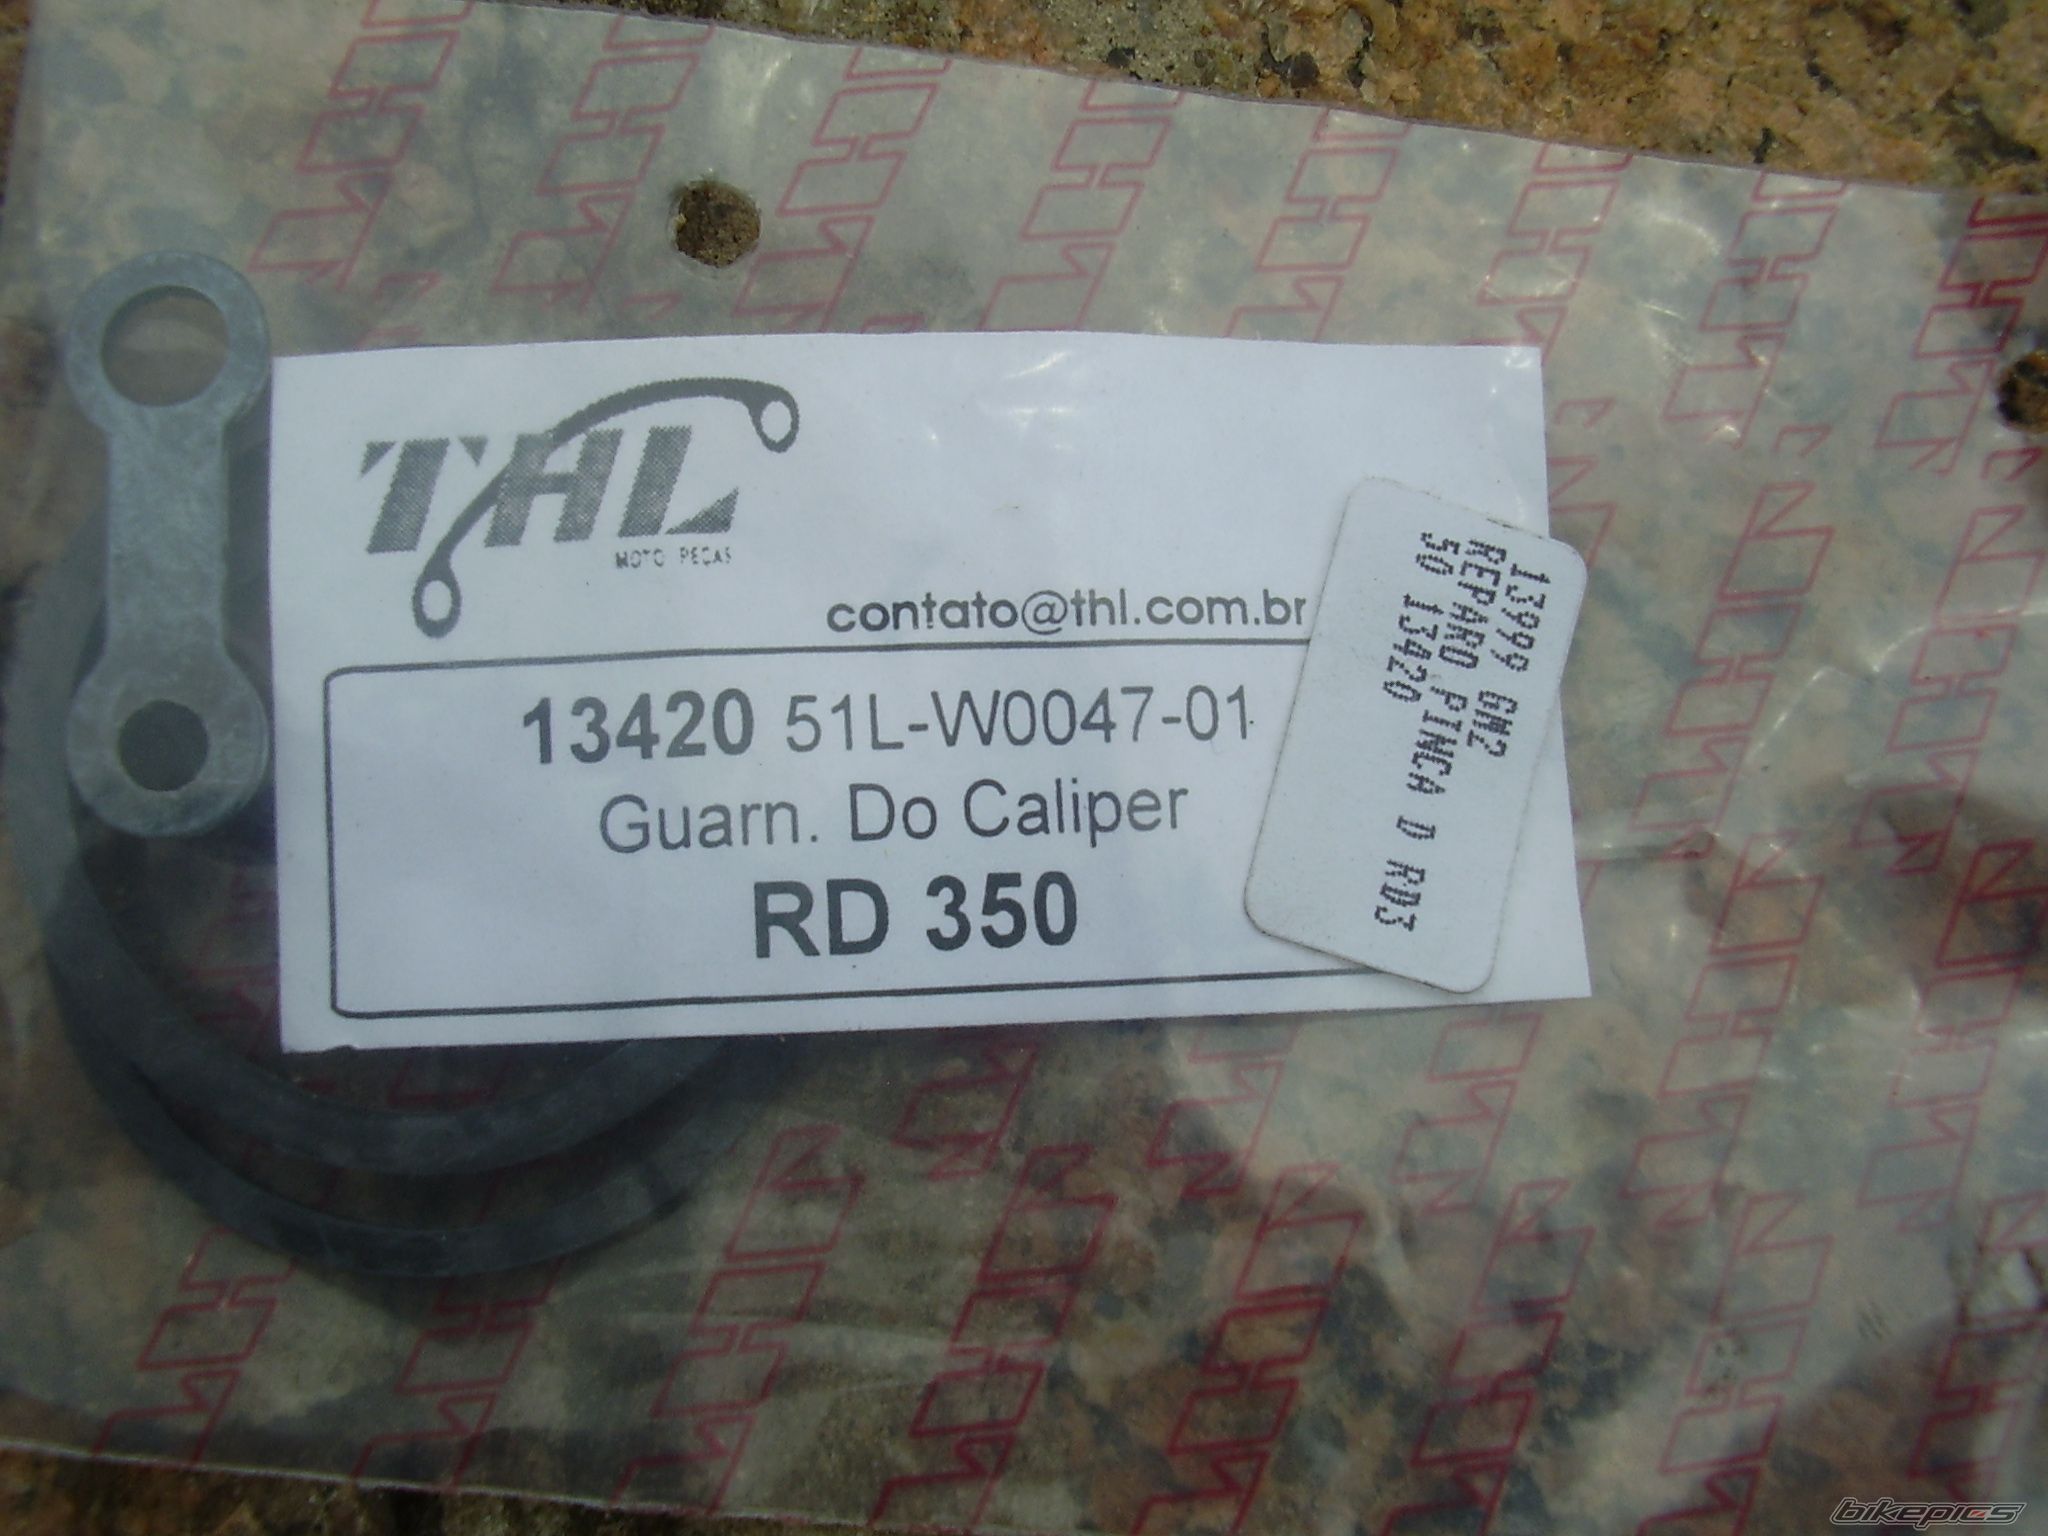 THL
MOTO PEÇAS
contato@thl.com.br
13420 51L-W0047-01
Guarn. Do Caliper
RD 350
13999 GM2
REPARO PINCA D RD3
50 13420
bikepics